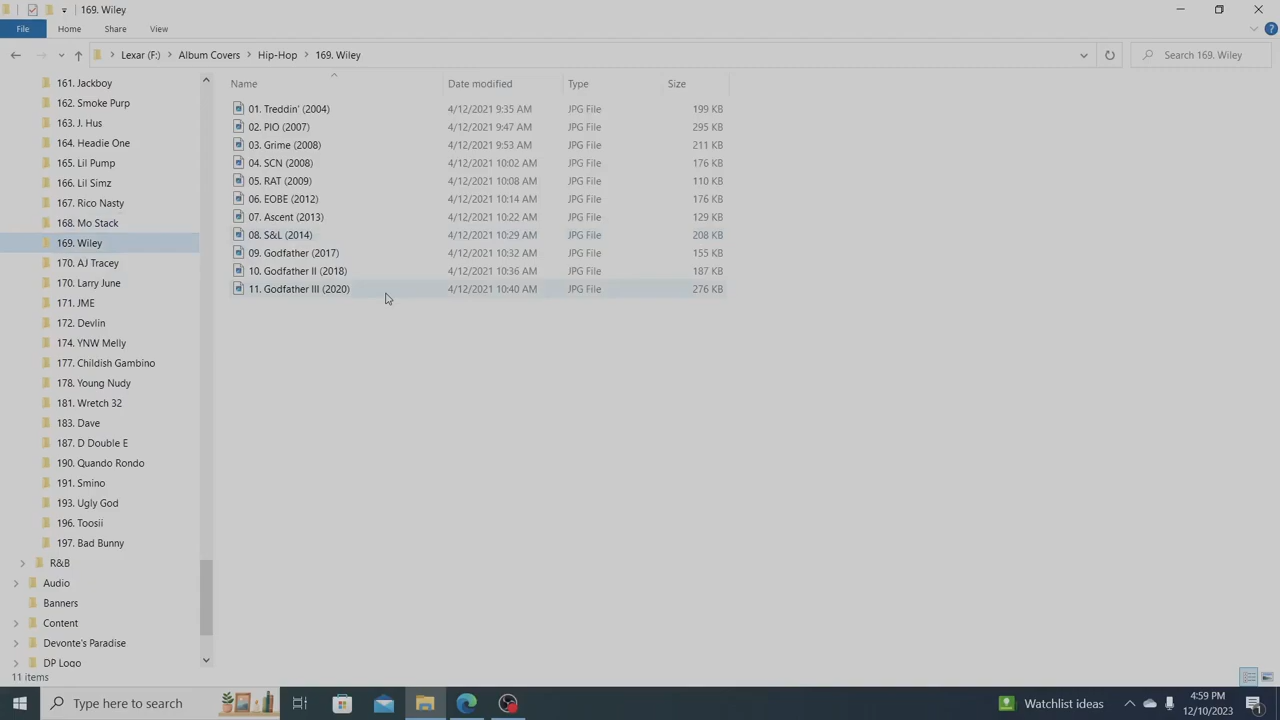 169. Wiley
File Home Share View
Lexar (F:) Album Covers Hip-Hop 169. Wiley
Search 169. Wiley
161. Jackboy
162. Smoke Purp
163. J. Hus
164. Headie One
165. Lil Pump
166. Lil Simz
167. Rico Nasty
168. Mo Stack
169. Wiley
170. AJ Tracey
170. Larry June
171. JME
172. Devlin
174. YNW Melly
177. Childish Gambino
178. Young Nudy
181. Wretch 32
183. Dave
187. D Double E
190. Quando Rondo
191. Smino
193. Ugly God
196. Toosii
197. Bad Bunny
R&B
Audio
Banners
Content
Devonte's Paradise
DP Logo
Name Date modified Type Size
01. Treddin' (2004) 4/12/2021 9:35 AM JPG File 199 KB
02. PIO (2007) 4/12/2021 9:47 AM JPG File 295 KB
03. Grime (2008) 4/12/2021 9:53 AM JPG File 211 KB
04. SCN (2008) 4/12/2021 10:02 AM JPG File 176 KB
05. RAT (2009) 4/12/2021 10:08 AM JPG File 110 KB
06. EOBE (2012) 4/12/2021 10:14 AM JPG File 176 KB
07. Ascent (2013) 4/12/2021 10:22 AM JPG File 129 KB
08. S&L (2014) 4/12/2021 10:29 AM JPG File 208 KB
09. Godfather (2017) 4/12/2021 10:32 AM JPG File 155 KB
10. Godfather II (2018) 4/12/2021 10:36 AM JPG File 187 KB
11. Godfather III (2020) 4/12/2021 10:40 AM JPG File 276 KB
11 items
Type here to search
Watchlist ideas
4:59 PM
12/10/2023
1